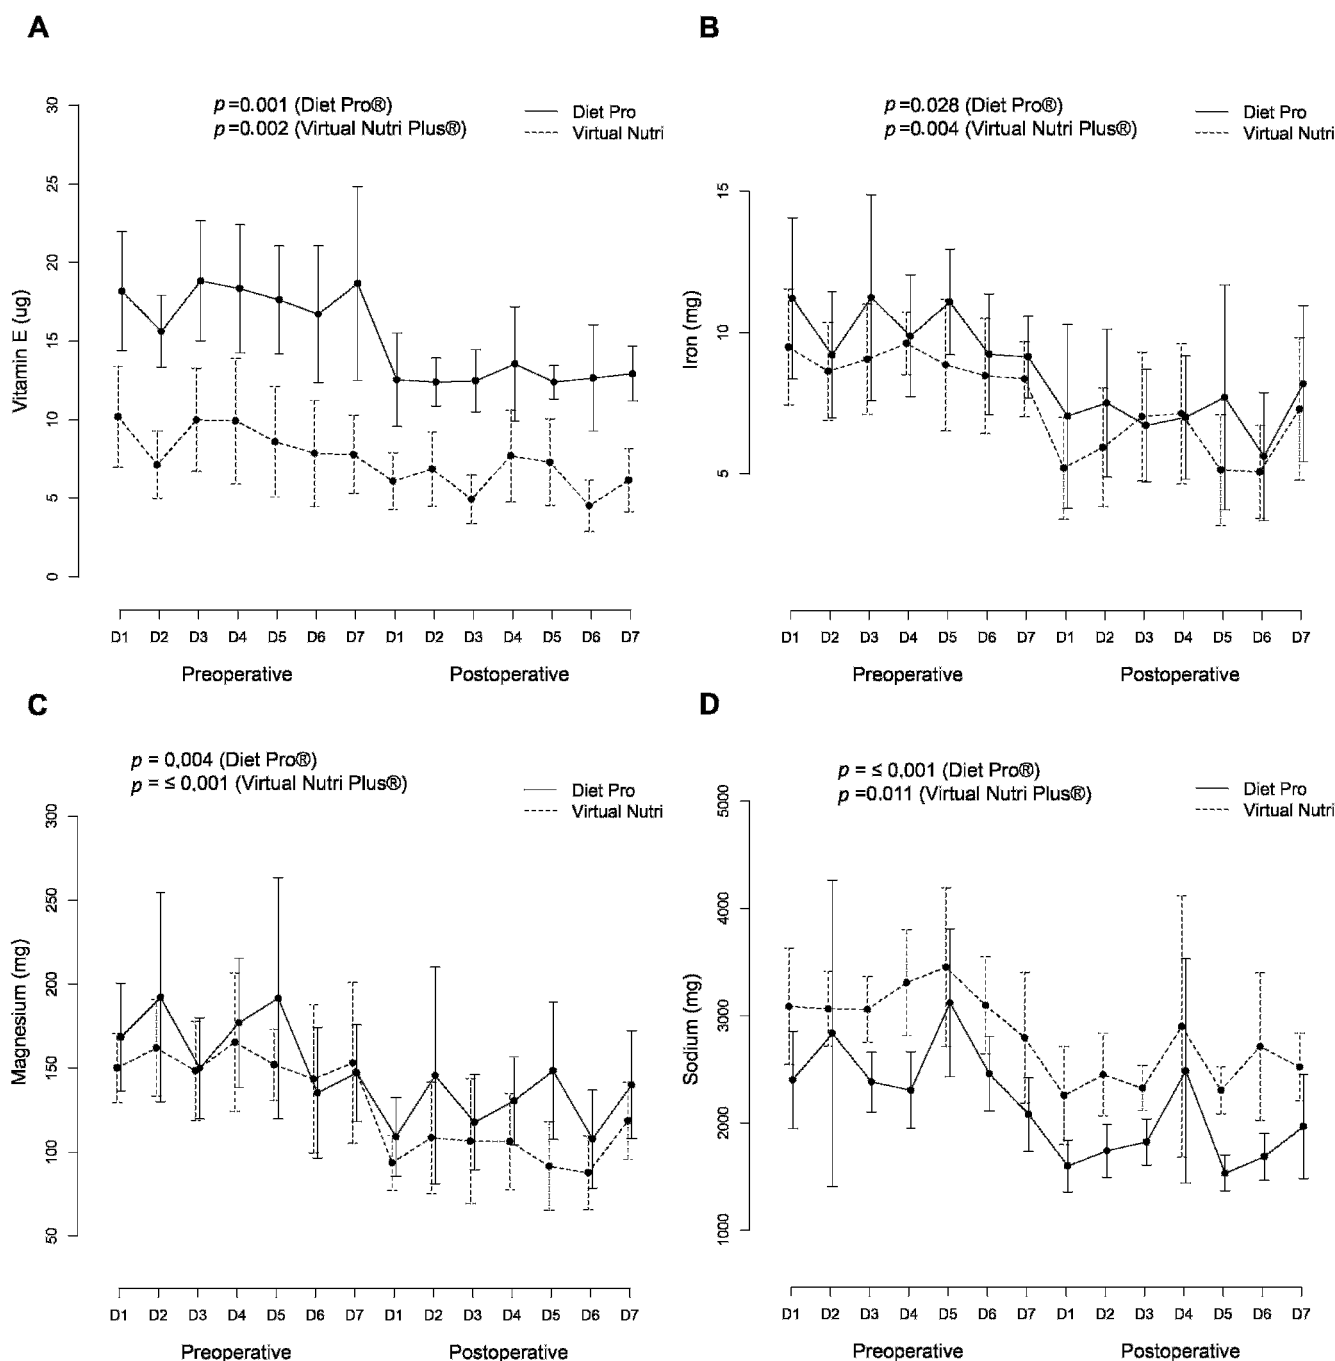 A
p=0.001 (Diet Pro®)
p=0.002 (Virtual Nutri Plus®)
Diet Pro
Virtual Nutri
Vitamin E (ug)
30
25
20
15
10
5
0
D1 D2 D3 D4 D5 D6 D7 D1 D2 D3 D4 D5 D6 D7
Preoperative Postoperative
B
p=0.028 (Diet Pro®)
p=0.004 (Virtual Nutri Plus®)
Diet Pro
Virtual Nutri
Iron (mg)
15
10
5
D1 D2 D3 D4 D5 D6 D7 D1 D2 D3 D4 D5 D6 D7
Preoperative Postoperative
C
p = 0,004 (Diet Pro®)
p = ≤ 0,001 (Virtual Nutri Plus®)
Diet Pro
Virtual Nutri
Magnesium (mg)
300
250
200
150
100
50
D1 D2 D3 D4 D5 D6 D7 D1 D2 D3 D4 D5 D6 D7
Preoperative Postoperative
D
p = ≤ 0,001 (Diet Pro®)
p=0.011 (Virtual Nutri Plus®)
Diet Pro
Virtual Nutri
Sodium (mg)
5000
4000
3000
2000
1000
D1 D2 D3 D4 D5 D6 D7 D1 D2 D3 D4 D5 D6 D7
Preoperative Postoperative